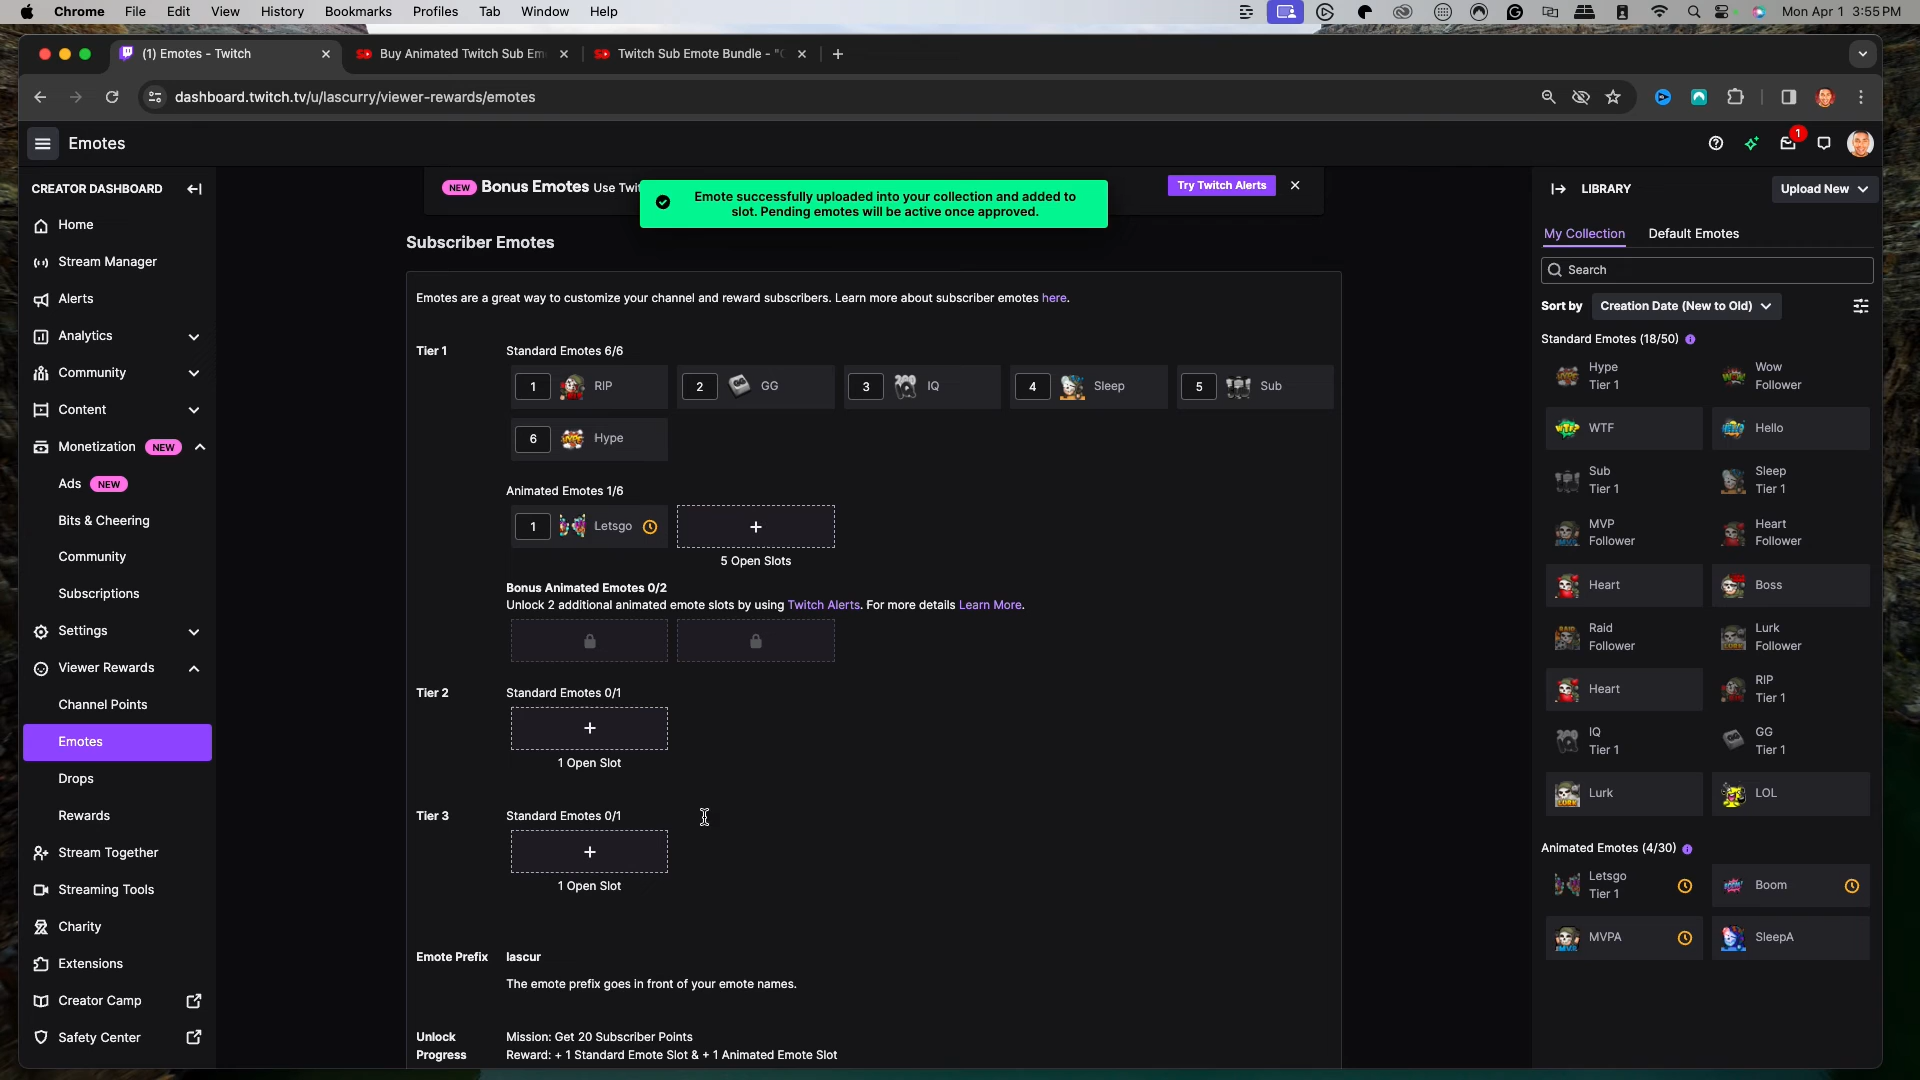 Chrome File Edit View History Bookmarks Profiles Tab Window Help Mon Apr 1 3:55 PM
(1) Emotes - Twitch
Buy Animated Twitch Sub Em
Twitch Sub Emote Bundle - "
dashboard.twitch.tv/u/lascurry/viewer-rewards/emotes
Emotes
1
CREATOR DASHBOARD
Home
Stream Manager
Alerts
Analytics
Community
Content
Monetization NEW
Ads NEW
Bits & Cheering
Community
Subscriptions
Settings
Viewer Rewards
Channel Points
Emotes
Drops
Rewards
Stream Together
Streaming Tools
Charity
Extensions
Creator Camp
Safety Center
NEW Bonus Emotes Use Twi
Try Twitch Alerts
Emote successfully uploaded into your collection and added to
slot. Pending emotes will be active once approved.
Subscriber Emotes
Emotes are a great way to customize your channel and reward subscribers. Learn more about subscriber emotes here.
Tier 1
Standard Emotes 6/6
1 RIP
2 GG
3 IQ
4 Sleep
5 Sub
6 Hype
Animated Emotes 1/6
1 Letsgo
+
5 Open Slots
Bonus Animated Emotes 0/2
Unlock 2 additional animated emote slots by using Twitch Alerts. For more details Learn More.
Tier 2
Standard Emotes 0/1
+
1 Open Slot
Tier 3
Standard Emotes 0/1
+
1 Open Slot
Emote Prefix
lascur
The emote prefix goes in front of your emote names.
Unlock
Progress
Mission: Get 20 Subscriber Points
Reward: + 1 Standard Emote Slot & + 1 Animated Emote Slot
LIBRARY
Upload New
My Collection
Default Emotes
Search
Sort by
Creation Date (New to Old)
Standard Emotes (18/50)
Hype
Tier 1
Wow
Follower
WTF
Hello
Sub
Tier 1
Sleep
Tier 1
MVP
Follower
Heart
Follower
Heart
Boss
Raid
Follower
Lurk
Follower
Heart
RIP
Tier 1
IQ
Tier 1
GG
Tier 1
Lurk
LOL
Animated Emotes (4/30)
Letsgo
Tier 1
Boom
MVPA
SleepA